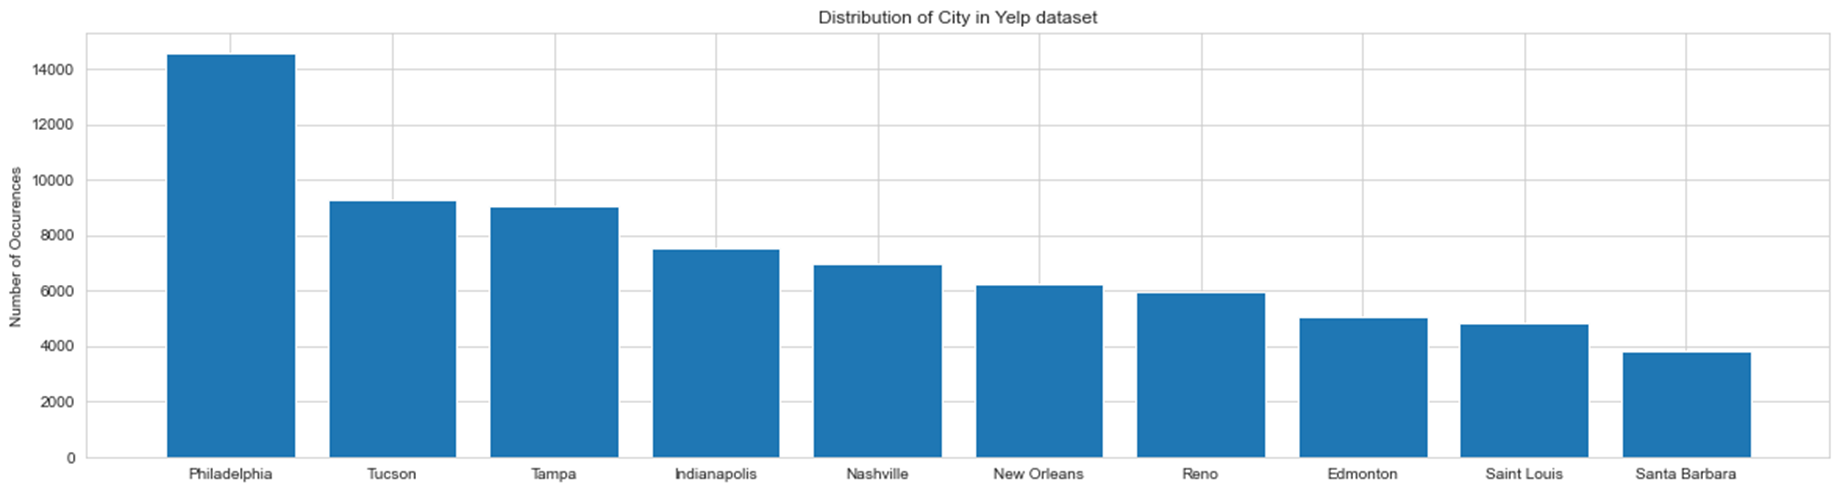 Distribution of City in Yelp dataset
Number of Occurences
14000
12000
10000
8000
6000
4000
2000
0
Philadelphia Tucson Tampa Indianapolis Nashville New Orleans Reno Edmonton Saint Louis Santa Barbara